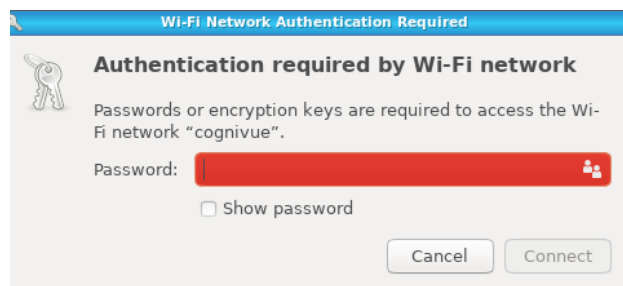 Wi-Fi Network Authentication Required
Authentication required by Wi-Fi network
Passwords or encryption keys are required to access the Wi-
Fi network “cognivue”.
Password:
Show password
Cancel
Connect